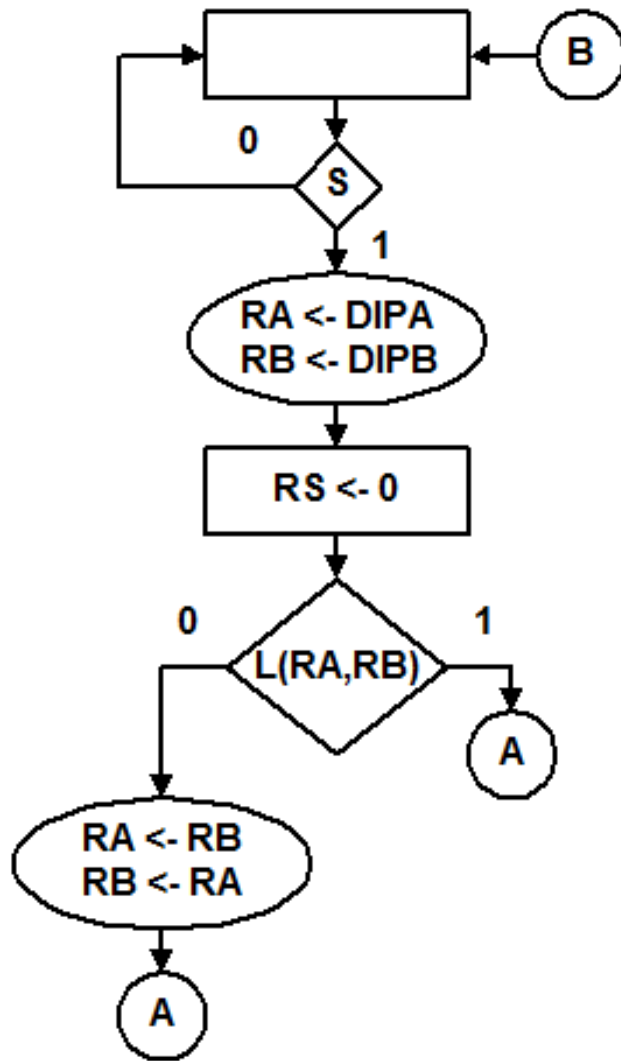 B
0
S
1
RA <- DIPA
RB <- DIPB
RS <- 0
0
1
L(RA,RB)
A
RA <- RB
RB <- RA
A